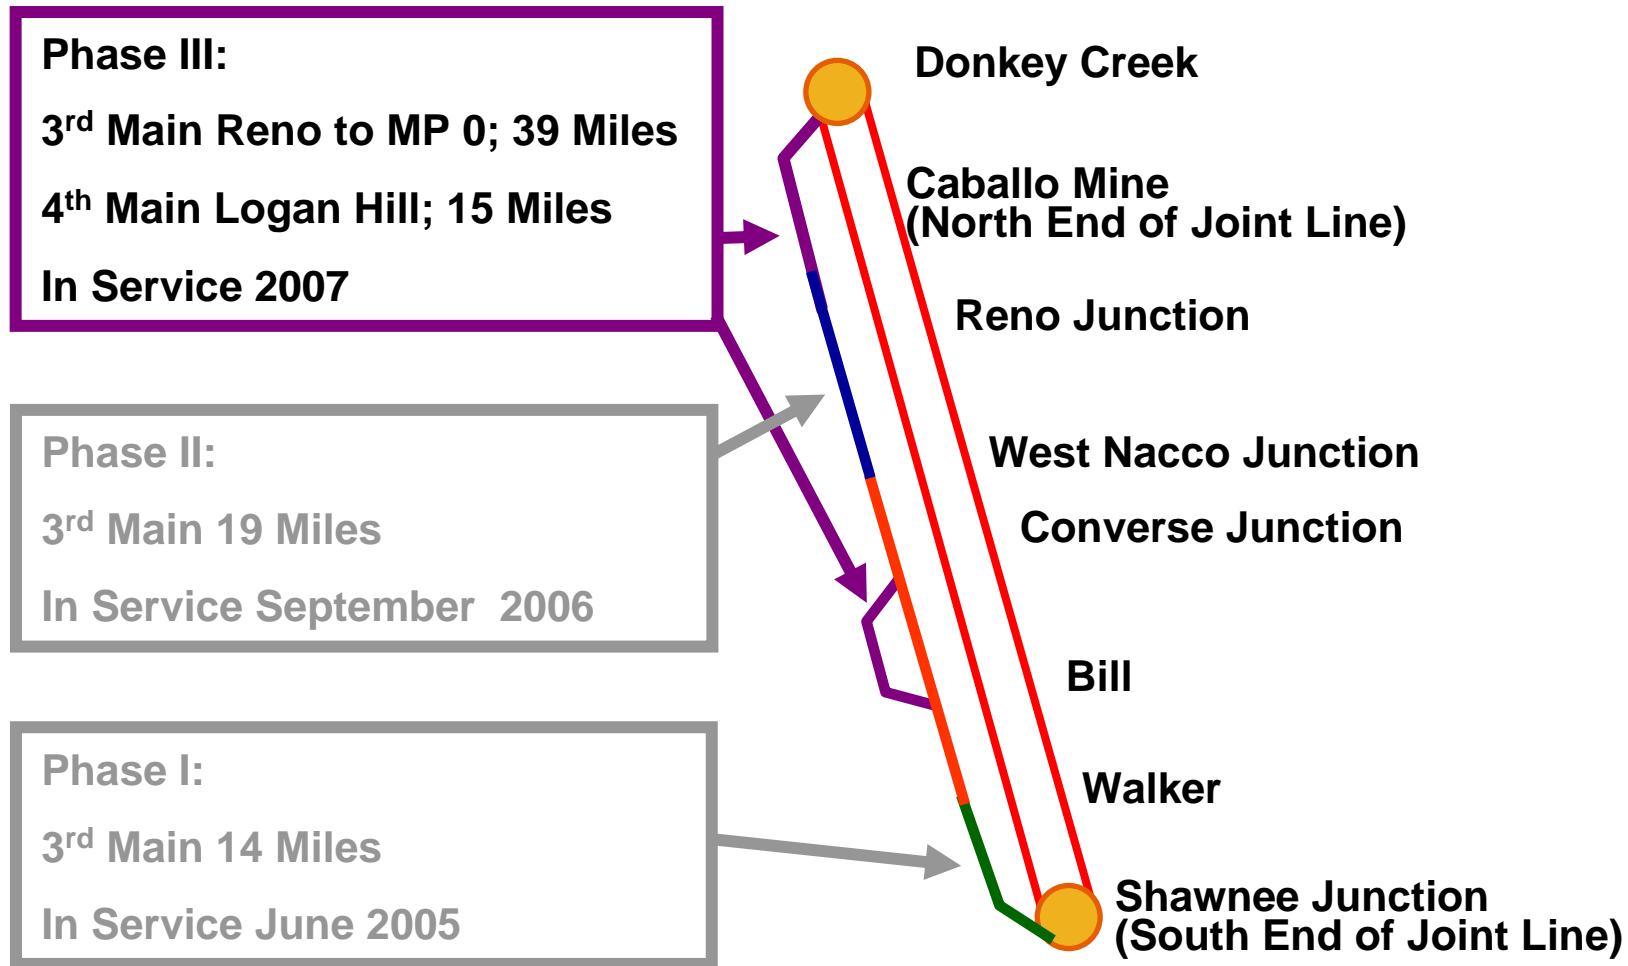 Phase III:
3rd Main Reno to MP 0; 39 Miles
4th Main Logan Hill; 15 Miles
In Service 2007
Phase II:
3rd Main 19 Miles
In Service September  2006
Phase I:
3rd Main 14 Miles
In Service June 2005
Donkey Creek
Caballo Mine
(North End of Joint Line)
Reno Junction
West Nacco Junction
Converse Junction
Bill
Walker
Shawnee Junction
(South End of Joint Line)